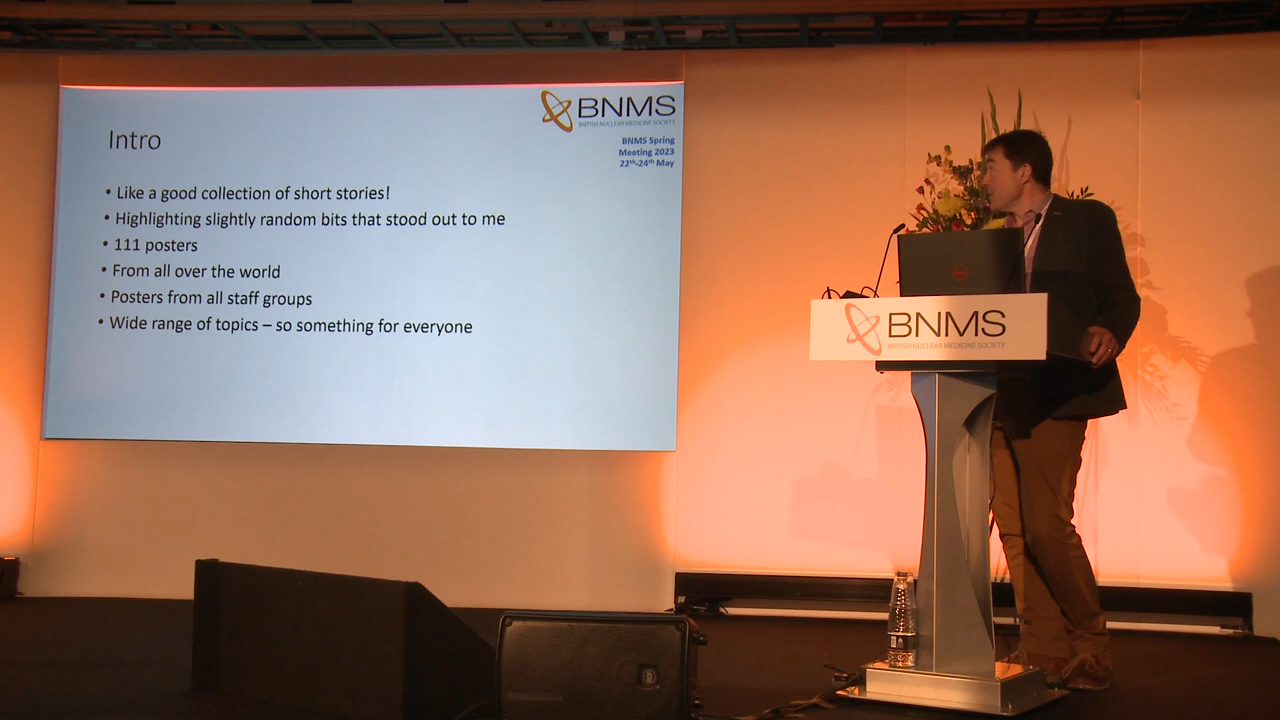 BNMS
BRITISH NUCLEAR MEDICINE SOCIETY
BNMS Spring
Meeting 2023
22nd-24th May
Intro
• Like a good collection of short stories!
• Highlighting slightly random bits that stood out to me
• 111 posters
• From all over the world
• Posters from all staff groups
• Wide range of topics – so something for everyone
BNMS
BRITISH NUCLEAR MEDICINE SOCIETY